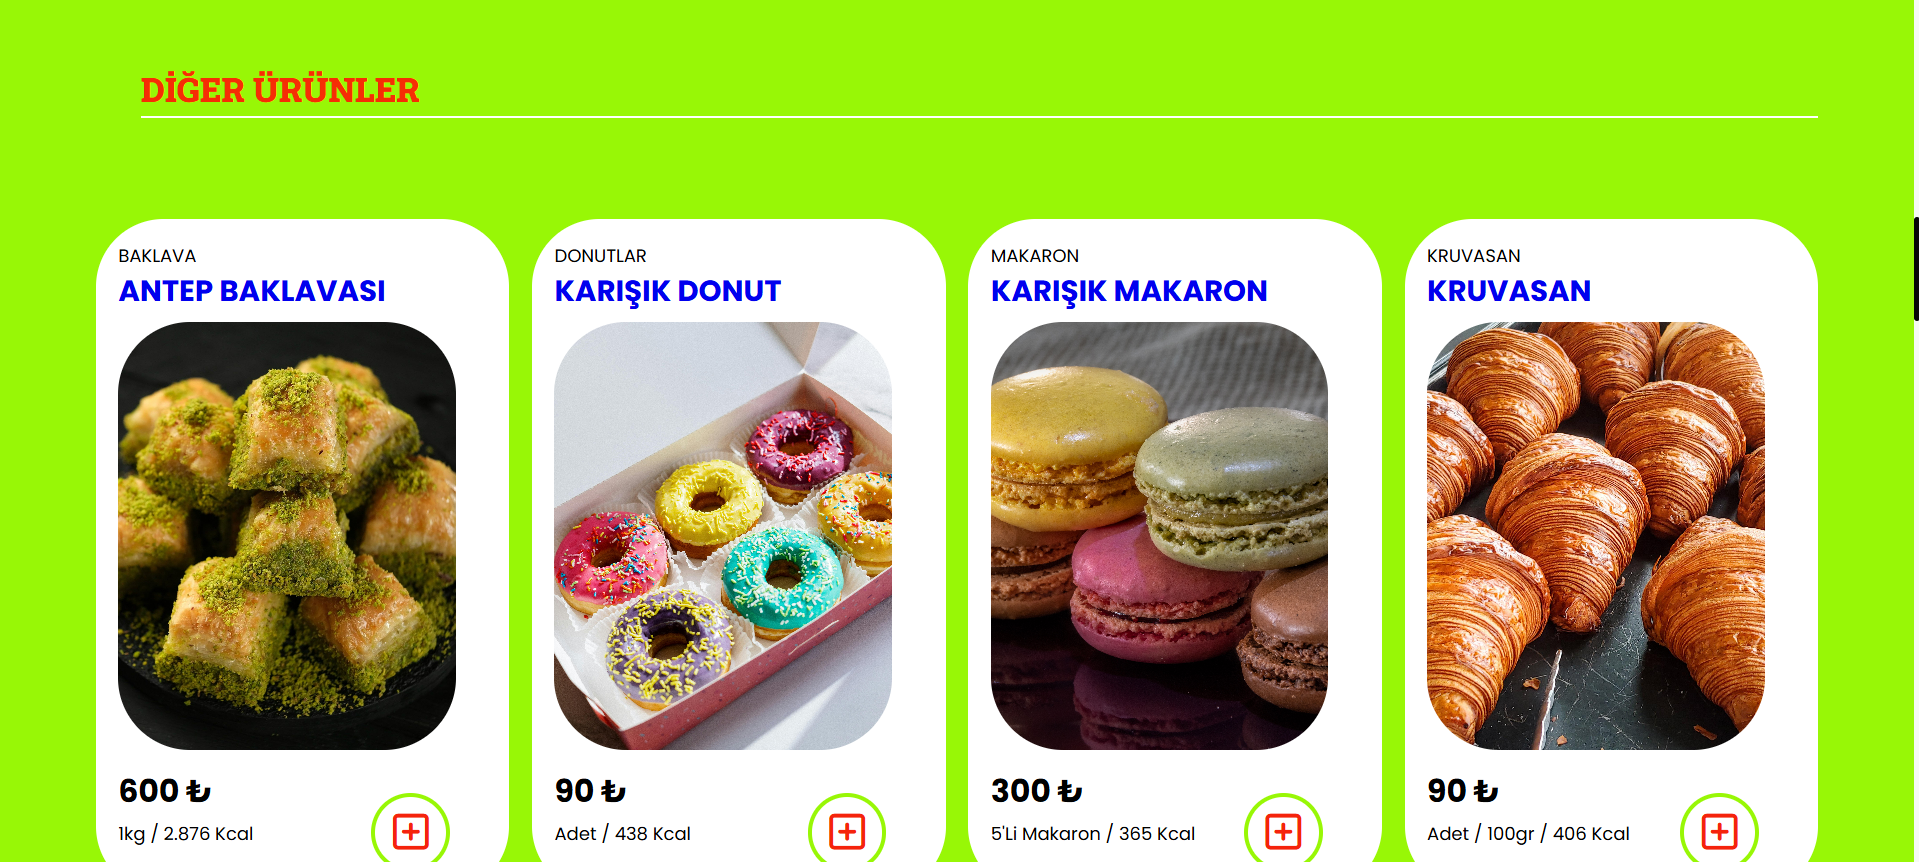 DİĞER ÜRÜNLER
BAKLAVA
ANTEP BAKLAVASI
600 ₺
1kg / 2.876 Kcal
DONUTLAR
KARIŞIK DONUT
90 ₺
Adet / 438 Kcal
MAKARON
KARIŞIK MAKARON
300 ₺
5'Li Makaron / 365 Kcal
KRUVASAN
KRUVASAN
90 ₺
Adet / 100gr / 406 Kcal